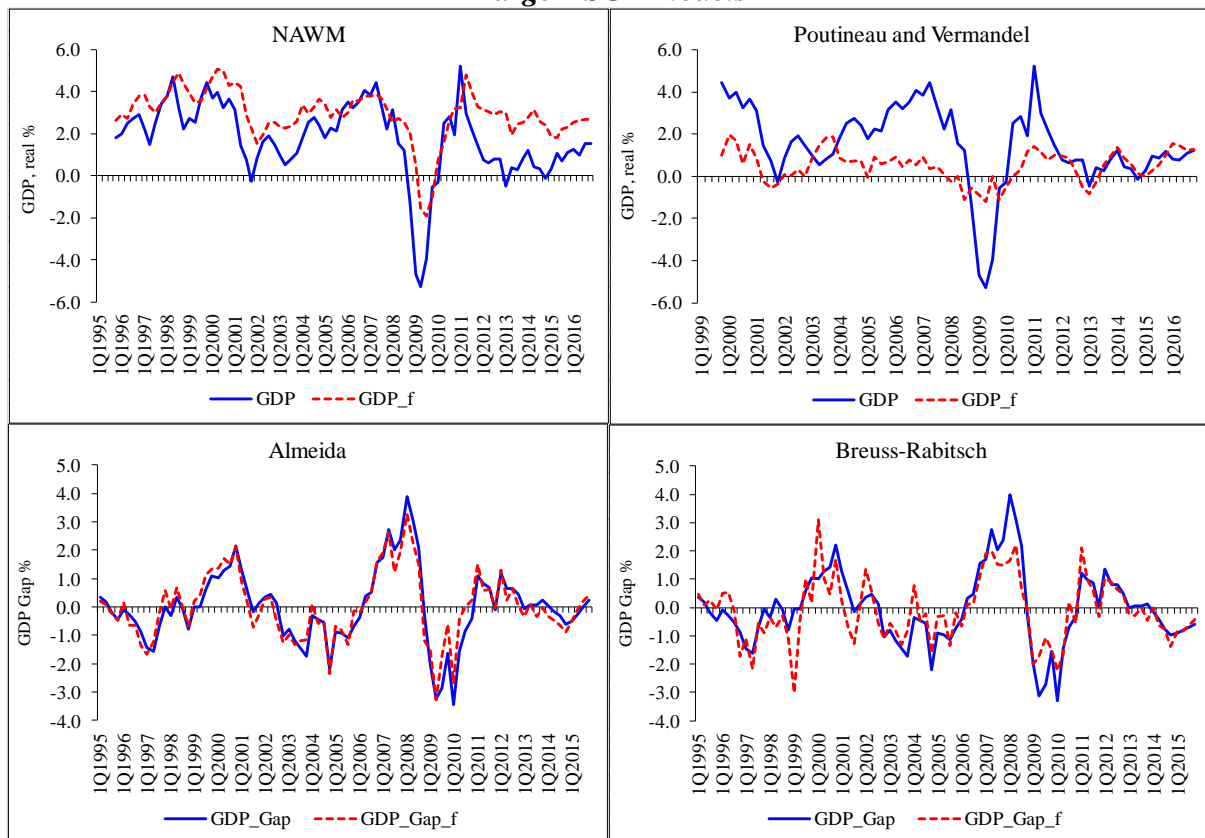 NAWM
GDP, real %
6.0
4.0
2.0
0.0
-2.0
-4.0
-6.0
1Q1995
1Q1996
1Q1997
1Q1998
1Q1999
1Q2000
1Q2001
1Q2002
1Q2003
1Q2004
1Q2005
1Q2006
1Q2007
1Q2008
1Q2009
1Q2010
1Q2011
1Q2012
1Q2013
1Q2014
1Q2015
1Q2016
GDP GDP_f
Poutineau and Vermandel
GDP, real %
6.0
4.0
2.0
0.0
-2.0
-4.0
-6.0
1Q1999
1Q2000
1Q2001
1Q2002
1Q2003
1Q2004
1Q2005
1Q2006
1Q2007
1Q2008
1Q2009
1Q2010
1Q2011
1Q2012
1Q2013
1Q2014
1Q2015
1Q2016
GDP GDP_f
Almeida
GDP Gap %
5.0
4.0
3.0
2.0
1.0
0.0
-1.0
-2.0
-3.0
-4.0
1Q1995
1Q1996
1Q1997
1Q1998
1Q1999
1Q2000
1Q2001
1Q2002
1Q2003
1Q2004
1Q2005
1Q2006
1Q2007
1Q2008
1Q2009
1Q2010
1Q2011
1Q2012
1Q2013
1Q2014
1Q2015
GDP_Gap GDP_Gap_f
Breuss-Rabitsch
GDP Gap %
5.0
4.0
3.0
2.0
1.0
0.0
-1.0
-2.0
-3.0
-4.0
1Q1995
1Q1996
1Q1997
1Q1998
1Q1999
1Q2000
1Q2001
1Q2002
1Q2003
1Q2004
1Q2005
1Q2006
1Q2007
1Q2008
1Q2009
1Q2010
1Q2011
1Q2012
1Q2013
1Q2014
1Q2015
GDP_Gap GDP_Gap_f